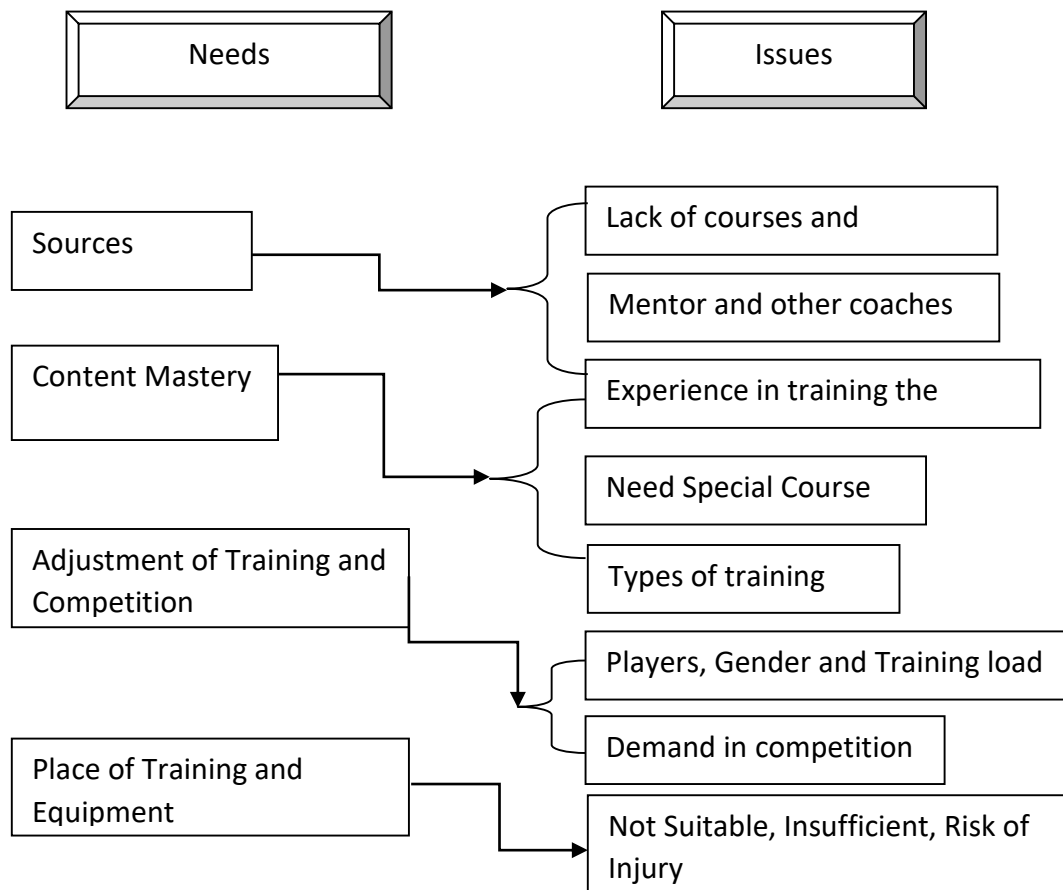 Needs
Issues
Sources
Lack of courses and
Mentor and other coaches
Content Mastery
Experience in training the
Need Special Course
Types of training
Adjustment of Training and
Competition
Players, Gender and Training load
Demand in competition
Place of Training and
Equipment
Not Suitable, Insufficient, Risk of
Injury